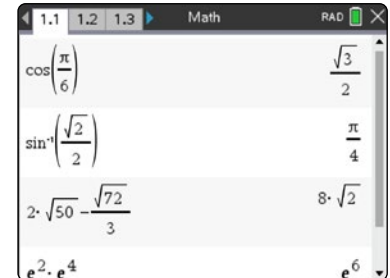 1.1 1.2 1.3 Math RAD
cos(π/6) √3/2
sin⁻¹(√2/2) π/4
2·√50 − √72/3 8·√2
e²·e⁴ e⁶